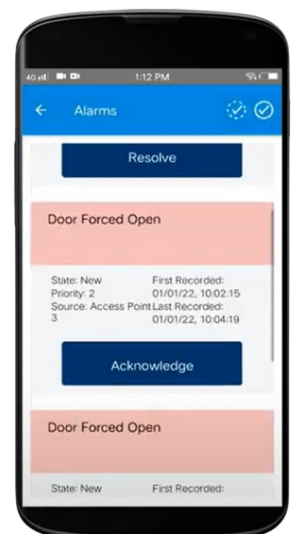 4G
1:12 PM
Alarms
Resolve
Door Forced Open
State: New
First Recorded:
Priority: 2
01/01/22, 10:02:15
Source: Access Point
Last Recorded:
3
01/01/22, 10:04:19
Acknowledge
Door Forced Open
State: New
First Recorded: